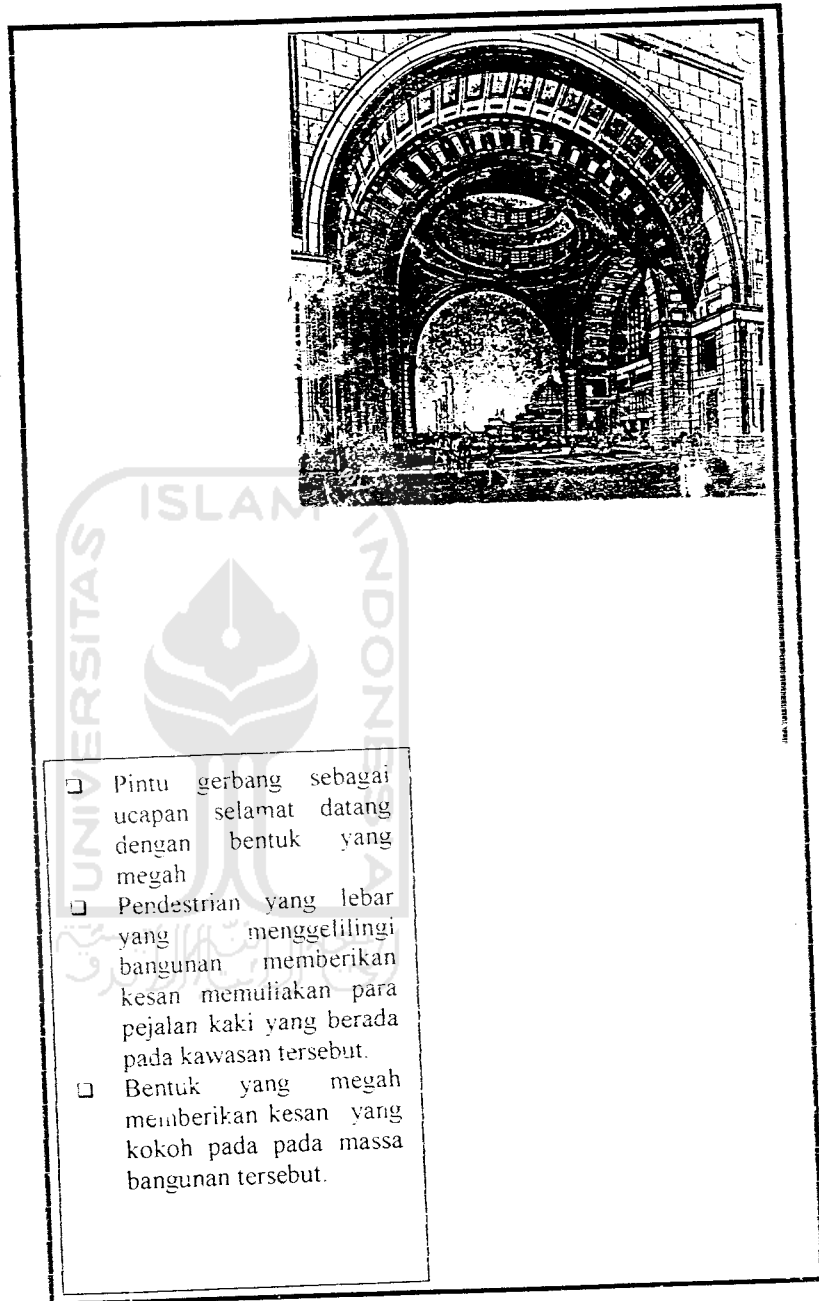 ISLAM
UNIVERSITAS
INDONESIA
❑ Pintu gerbang sebagai
ucapan selamat datang
dengan bentuk yang
megah
❑ Pendestrian yang lebar
yang menggelilingi
bangunan memberikan
kesan memuliakan para
pejalan kaki yang berada
pada kawasan tersebut.
❑ Bentuk yang megah
memberikan kesan yang
kokoh pada pada massa
bangunan tersebut.